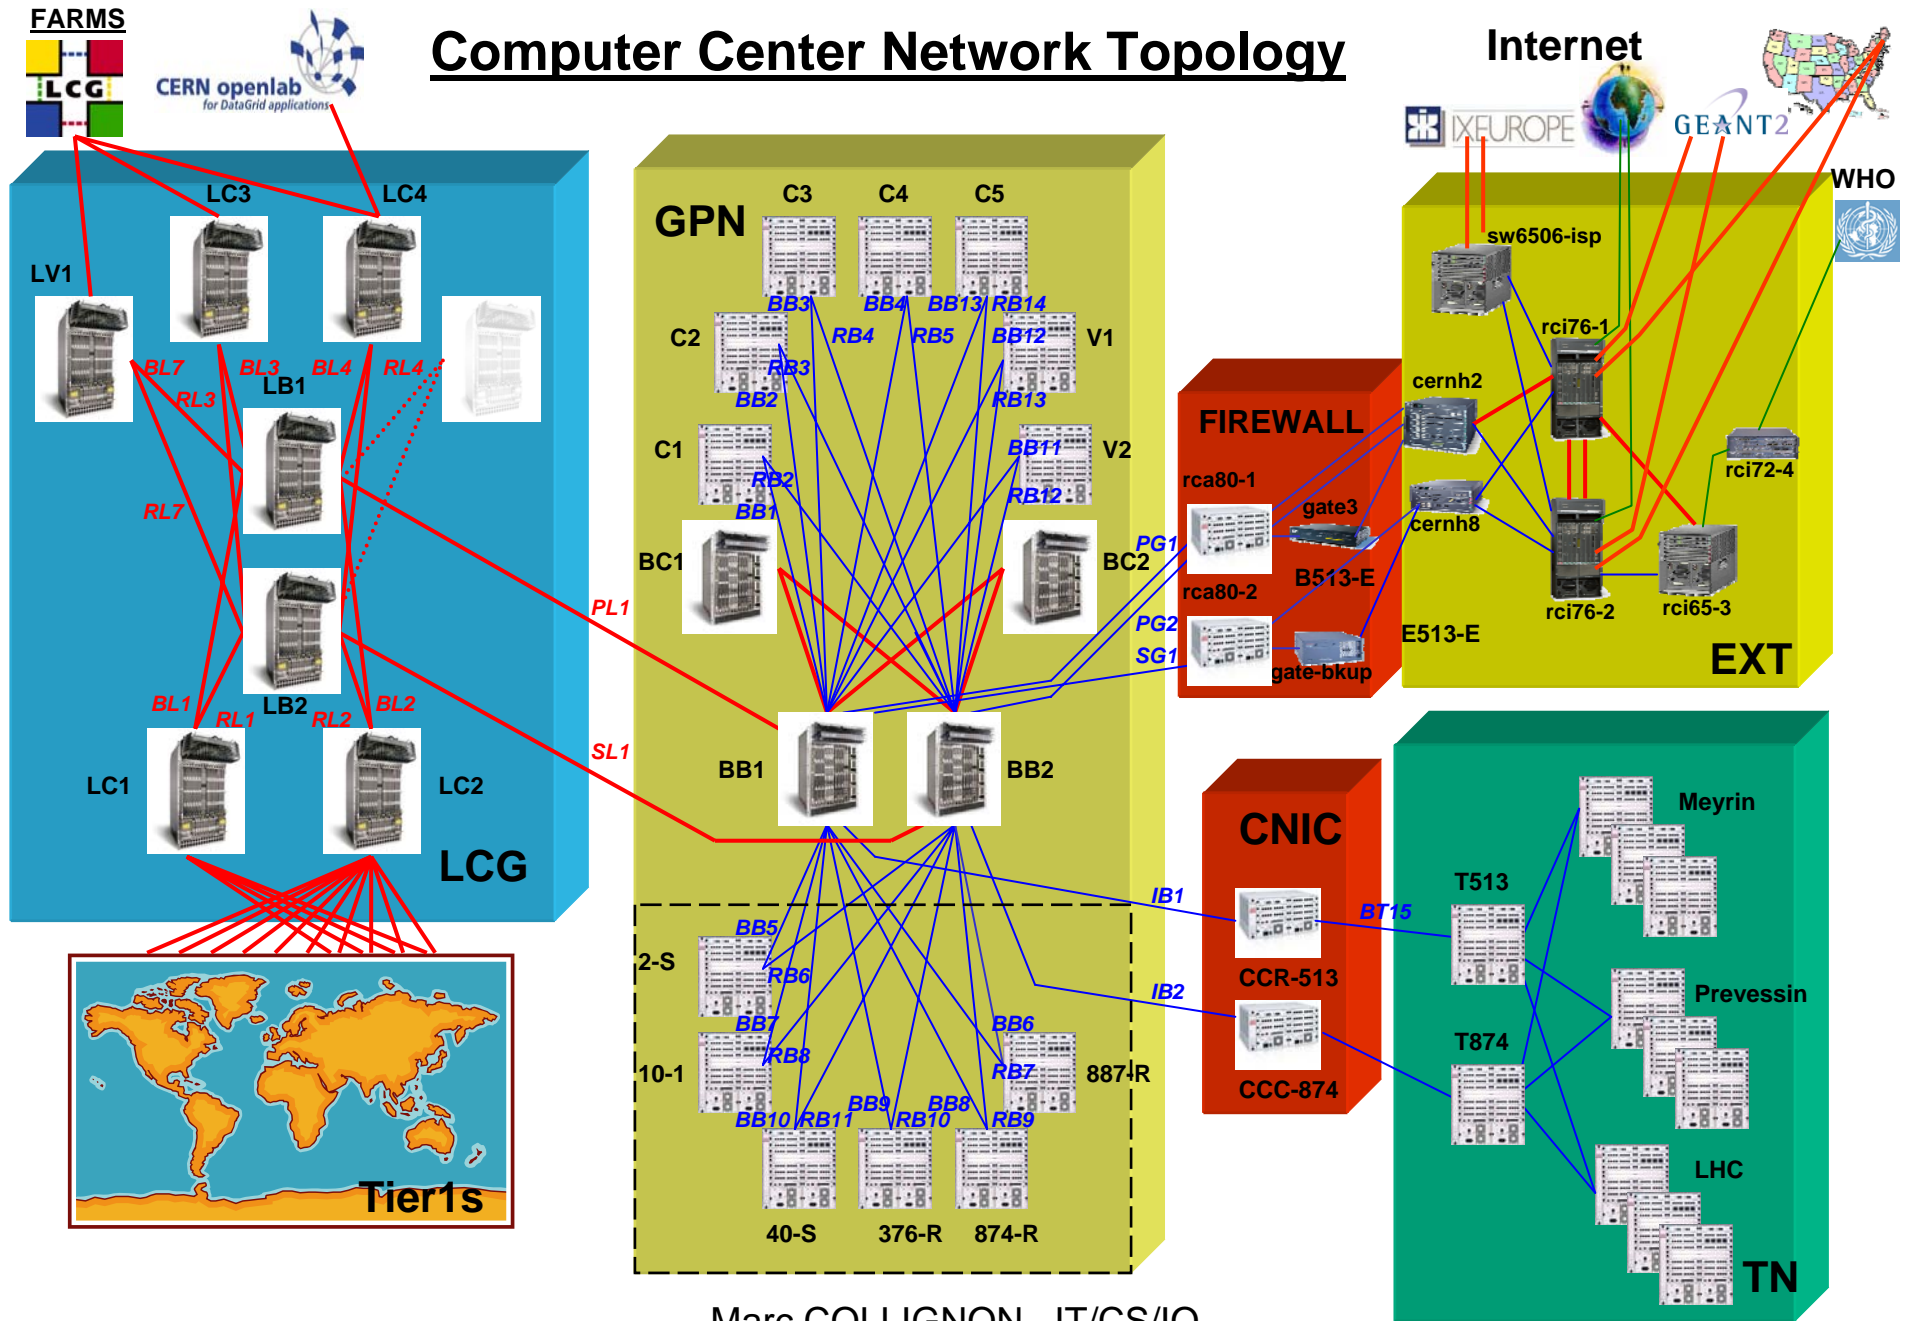 FARMS
LCG
CERN openlab
for DataGrid applications
Computer Center Network Topology
Internet
IXEUROPE
GEANT2
WHO
LC3
LC4
LV1
BL7
BL3
BL4
RL4
RL3
LB1
RL7
LB2
BL1
RL1
RL2
BL2
LC1
LC2
LCG
Tier1s
PL1
SL1
GPN
C3
C4
C5
BB3
BB4
BB13
RB14
C2
RB4
RB5
BB12
V1
RB3
BB2
RB13
C1
BB11
V2
RB2
RB12
BB1
BC1
BC2
BB1
BB2
BB5
2-S
RB6
BB7
BB6
RB8
10-1
RB7
887-R
BB10
RB11
BB9
RB10
BB8
RB9
40-S
376-R
874-R
PG1
PG2
SG1
FIREWALL
rca80-1
gate3
B513-E
rca80-2
gate-bkup
sw6506-isp
rci76-1
cernh2
cernh8
rci72-4
rci76-2
rci65-3
E513-E
EXT
CNIC
IB1
BT15
CCR-513
IB2
CCC-874
T513
Meyrin
Prevessin
T874
LHC
TN
Marc COLLIGNON IT/CS/IO